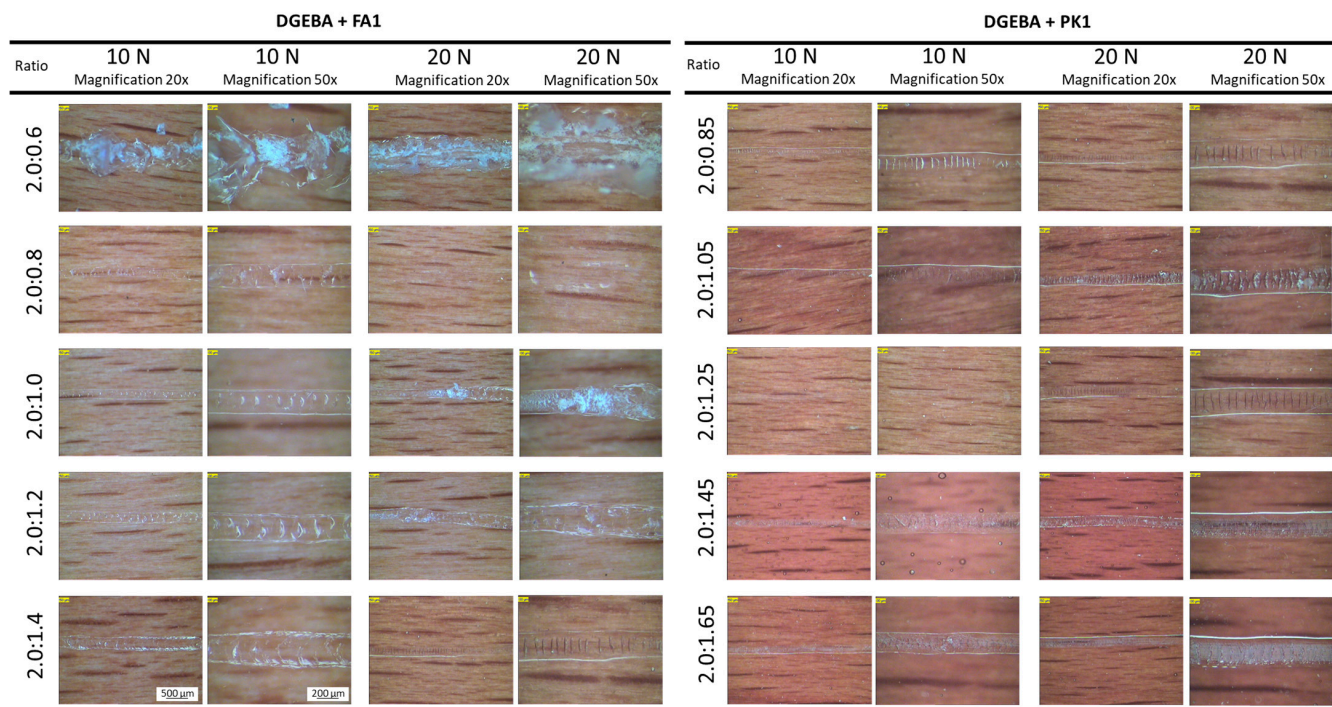 DGEBA + FA1
Ratio
10 N
Magnification 20x
10 N
Magnification 50x
20 N
Magnification 20x
20 N
Magnification 50x
2.0:0.6
2.0:0.8
2.0:1.0
2.0:1.2
2.0:1.4
500 µm
200 µm
DGEBA + PK1
Ratio
10 N
Magnification 20x
10 N
Magnification 50x
20 N
Magnification 20x
20 N
Magnification 50x
2.0:0.85
2.0:1.05
2.0:1.25
2.0:1.45
2.0:1.65